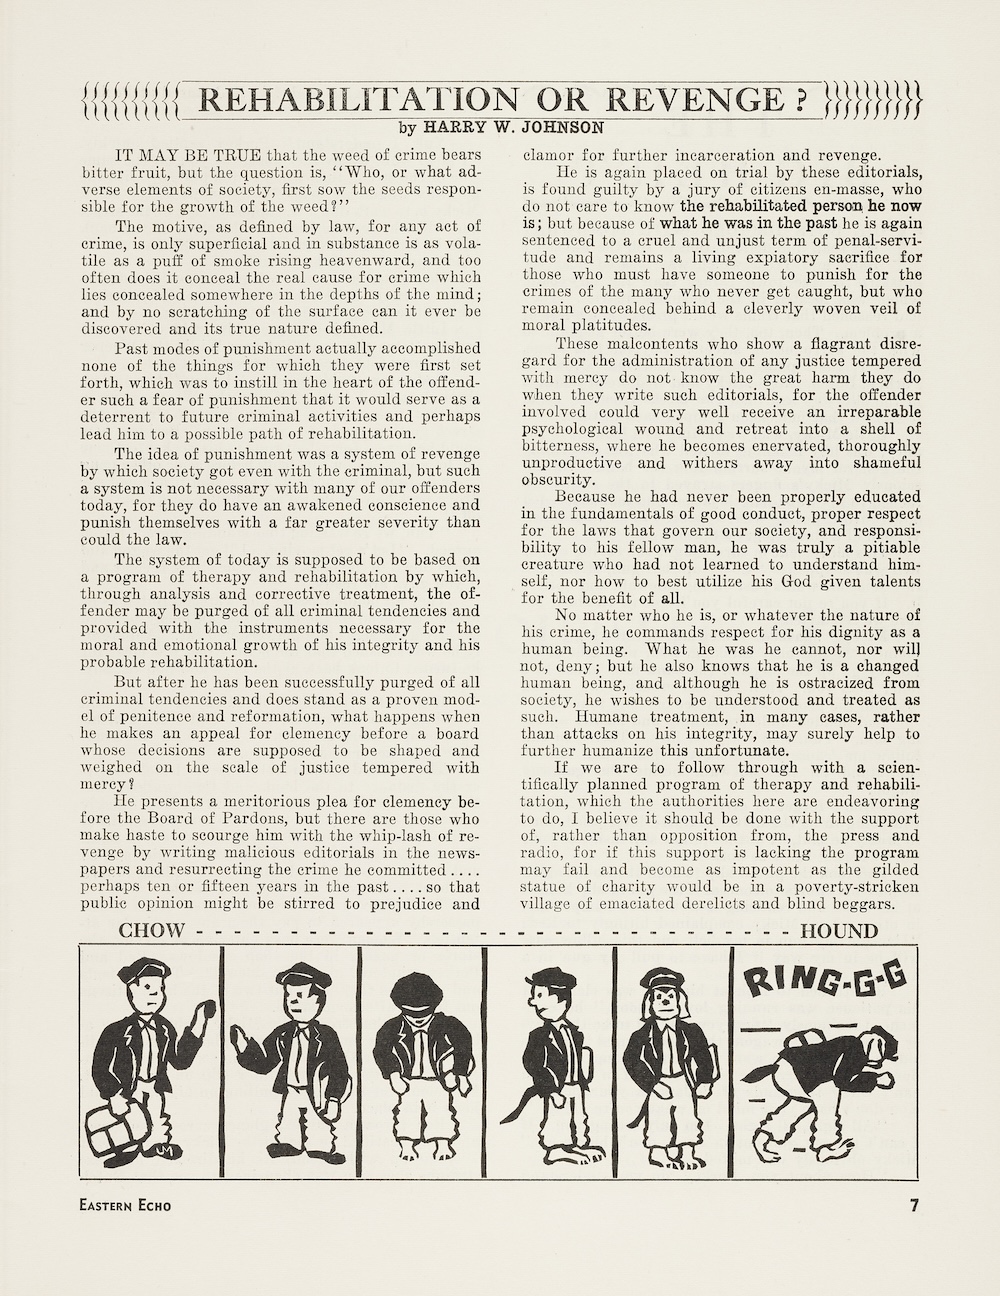 REHABILITATION OR REVENGE ?
by HARRY W. JOHNSON
IT MAY BE TRUE that the weed of crime bears
bitter fruit, but the question is, "Who, or what ad-
verse elements of society, first sow the seeds respon-
sible for the growth of the weed?"
The motive, as defined by law, for any act of
crime, is only superficial and in substance is as vola-
tile as a puff of smoke rising heavenward, and too
often does it conceal the real cause for crime which
lies concealed somewhere in the depths of the mind;
and by no scratching of the surface can it ever be
discovered and its true nature defined.
Past modes of punishment actually accomplished
none of the things for which they were first set
forth, which was to instill in the heart of the offend-
er such a fear of punishment that it would serve as a
deterrent to future criminal activities and perhaps
lead him to a possible path of rehabilitation.
The idea of punishment was a system of revenge
by which society got even with the criminal, but such
a system is not necessary with many of our offenders
today, for they do have an awakened conscience and
punish themselves with a far greater severity than
could the law.
The system of today is supposed to be based on
a program of therapy and rehabilitation by which,
through analysis and corrective treatment, the of-
fender may be purged of all criminal tendencies and
provided with the instruments necessary for the
moral and emotional growth of his integrity and his
probable rehabilitation.
But after he has been successfully purged of all
criminal tendencies and does stand as a proven mod-
el of penitence and reformation, what happens when
he makes an appeal for clemency before a board
whose decisions are supposed to be shaped and
weighed on the scale of justice tempered with
mercy?
He presents a meritorious plea for clemency be-
fore the Board of Pardons, but there are those who
make haste to scourge him with the whip-lash of re-
venge by writing malicious editorials in the news-
papers and resurrecting the crime he committed....
perhaps ten or fifteen years in the past....so that
public opinion might be stirred to prejudice and
clamor for further incarceration and revenge.
He is again placed on trial by these editorials,
is found guilty by a jury of citizens en-masse, who
do not care to know the rehabilitated person he now
is; but because of what he was in the past he is again
sentenced to a cruel and unjust term of penal-servi-
tude and remains a living expiatory sacrifice for
those who must have someone to punish for the
crimes of the many who never get caught, but who
remain concealed behind a cleverly woven veil of
moral platitudes.
These malcontents who show a flagrant disre-
gard for the administration of any justice tempered
with mercy do not know the great harm they do
when they write such editorials, for the offender
involved could very well receive an irreparable
psychological wound and retreat into a shell of
bitterness, where he becomes enervated, thoroughly
unproductive and withers away into shameful
obscurity.
Because he had never been properly educated
in the fundamentals of good conduct, proper respect
for the laws that govern our society, and responsi-
bility to his fellow man, he was truly a pitiable
creature who had not learned to understand him-
self, nor how to best utilize his God given talents
for the benefit of all.
No matter who he is, or whatever the nature of
his crime, he commands respect for his dignity as a
human being. What he was he cannot, nor will
not, deny; but he also knows that he is a changed
human being, and although he is ostracized from
society, he wishes to be understood and treated as
such. Humane treatment, in many cases, rather
than attacks on his integrity, may surely help to
further humanize this unfortunate.
If we are to follow through with a scien-
tifically planned program of therapy and rehabili-
tation, which the authorities here are endeavoring
to do, I believe it should be done with the support
of, rather than opposition from, the press and
radio, for if this support is lacking the program
may fail and become as impotent as the gilded
statue of charity would be in a poverty-stricken
village of emaciated derelicts and blind beggars.
CHOW - - - - - - - - - - - - - - - - - - - - - - - - - - - - - - - - - - - - - - HOUND
RING-G-G
JM
EASTERN ECHO
7